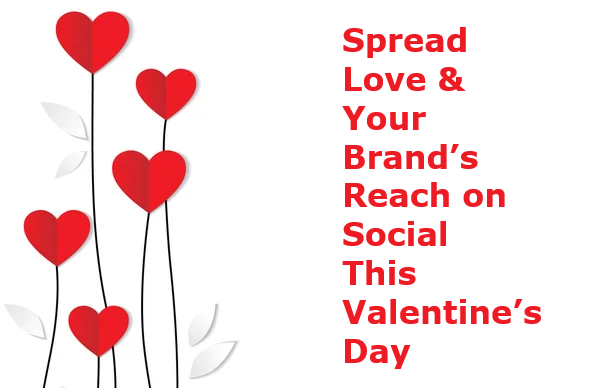 Spread
Love &
Your
Brand’s
Reach on
Social
This
Valentine’s
Day